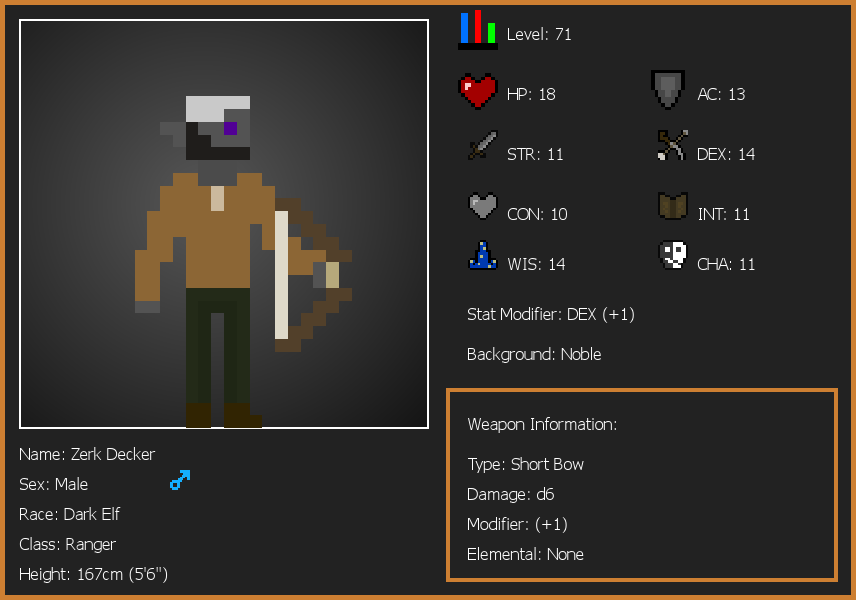 Level: 71
HP: 18
AC: 13
STR: 11
DEX: 14
CON: 10
INT: 11
WIS: 14
CHA: 11
Stat Modifier: DEX (+1)
Background: Noble
Weapon Information:
Type: Short Bow
Damage: d6
Modifier: (+1)
Elemental: None
Name: Zerk Decker
Sex: Male
Race: Dark Elf
Class: Ranger
Height: 167cm (5'6")